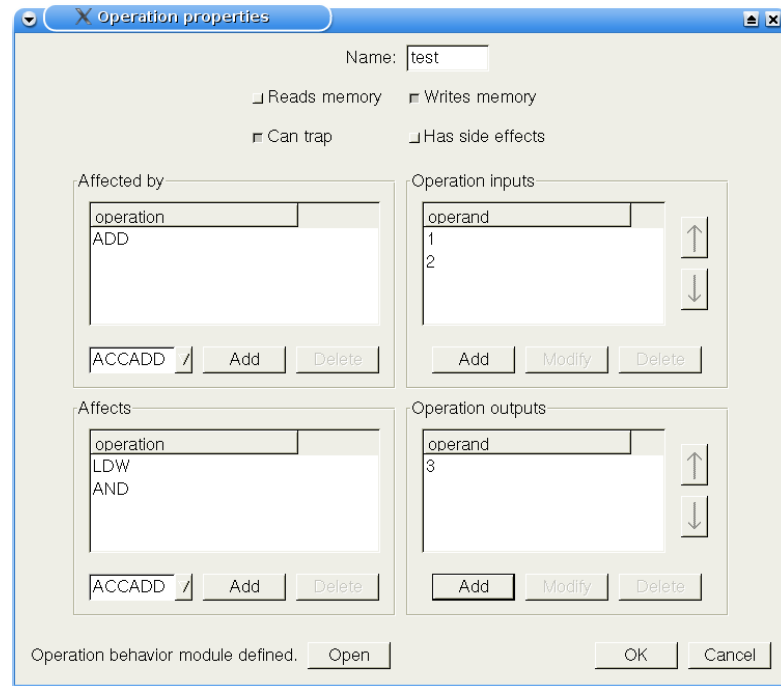 Operation properties
Name: test
Reads memory Writes memory
Can trap Has side effects
Affected by
operation
ADD
ACCADD Add Delete
Operation inputs
operand
1
2
Add Modify Delete
Affects
operation
LDW
AND
ACCADD Add Delete
Operation outputs
operand
3
Add Modify Delete
Operation behavior module defined. Open OK Cancel